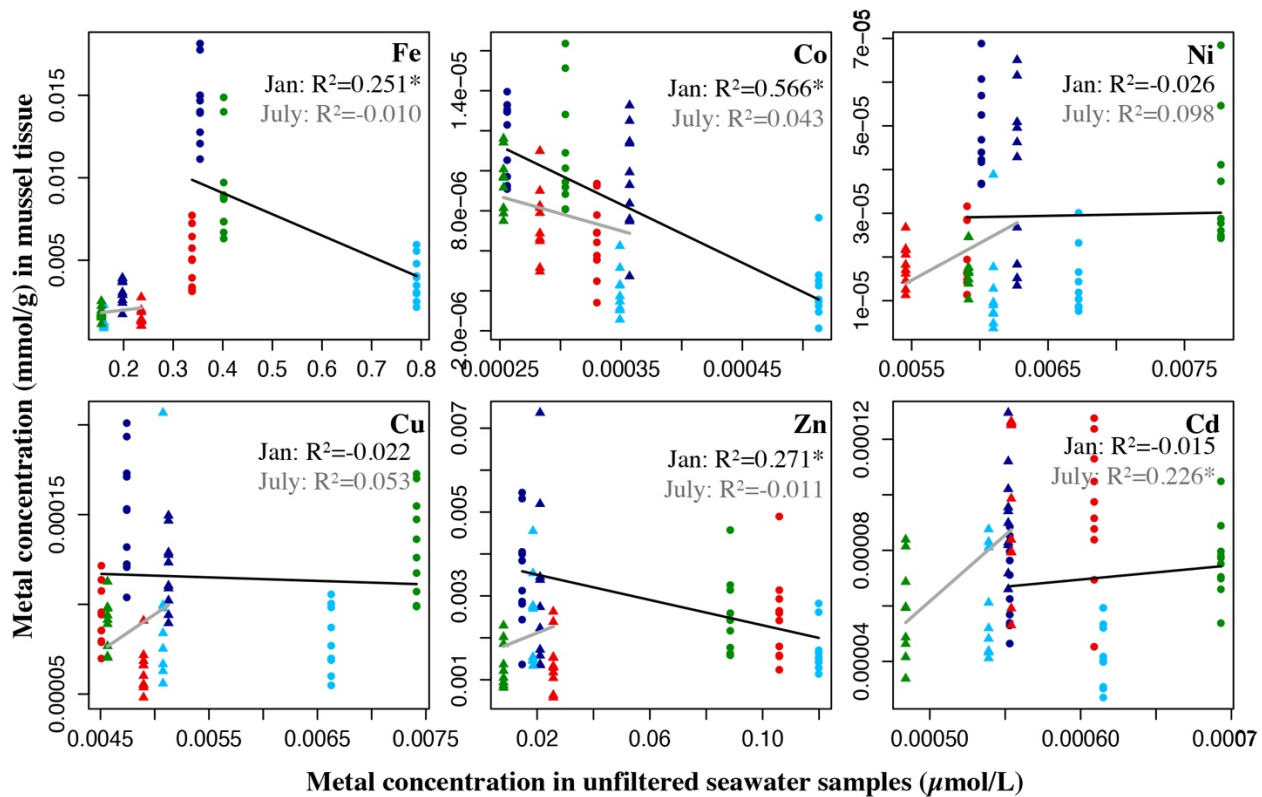 Metal concentration (mmol/g) in mussel tissue
Fe
Jan: R²=0.251*
July: R²=-0.010
0.005 0.010 0.015
0.2 0.3 0.4 0.5 0.6 0.7 0.8
Co
Jan: R²=0.566*
July: R²=0.043
2.0e-06 8.0e-06 1.4e-05
0.00025 0.00035 0.00045
Ni
Jan: R²=-0.026
July: R²=0.098
1e-05 3e-05 5e-05 7e-05
0.0055 0.0065 0.0075
Cu
Jan: R²=-0.022
July: R²=0.053
0.00005 0.00015
0.0045 0.0055 0.0065 0.0075
Zn
Jan: R²=0.271*
July: R²=-0.011
0.001 0.003 0.005 0.007
0.02 0.06 0.10
Cd
Jan: R²=-0.015
July: R²=0.226*
0.00004 0.00008 0.00012
0.00050 0.00060 0.0007
Metal concentration in unfiltered seawater samples (µmol/L)